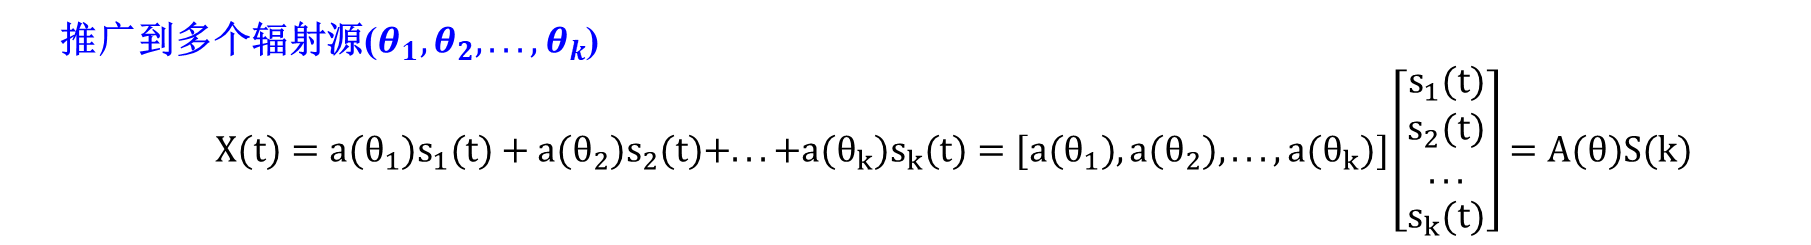 推广到多个辐射源(θ₁,θ₂,...,θₖ)
X(t) = a(θ₁)s₁(t) + a(θ₂)s₂(t)+...+a(θₖ)sₖ(t) = [a(θ₁),a(θ₂),...,a(θₖ)] [s₁(t) s₂(t) ... sₖ(t)] = A(θ)S(k)